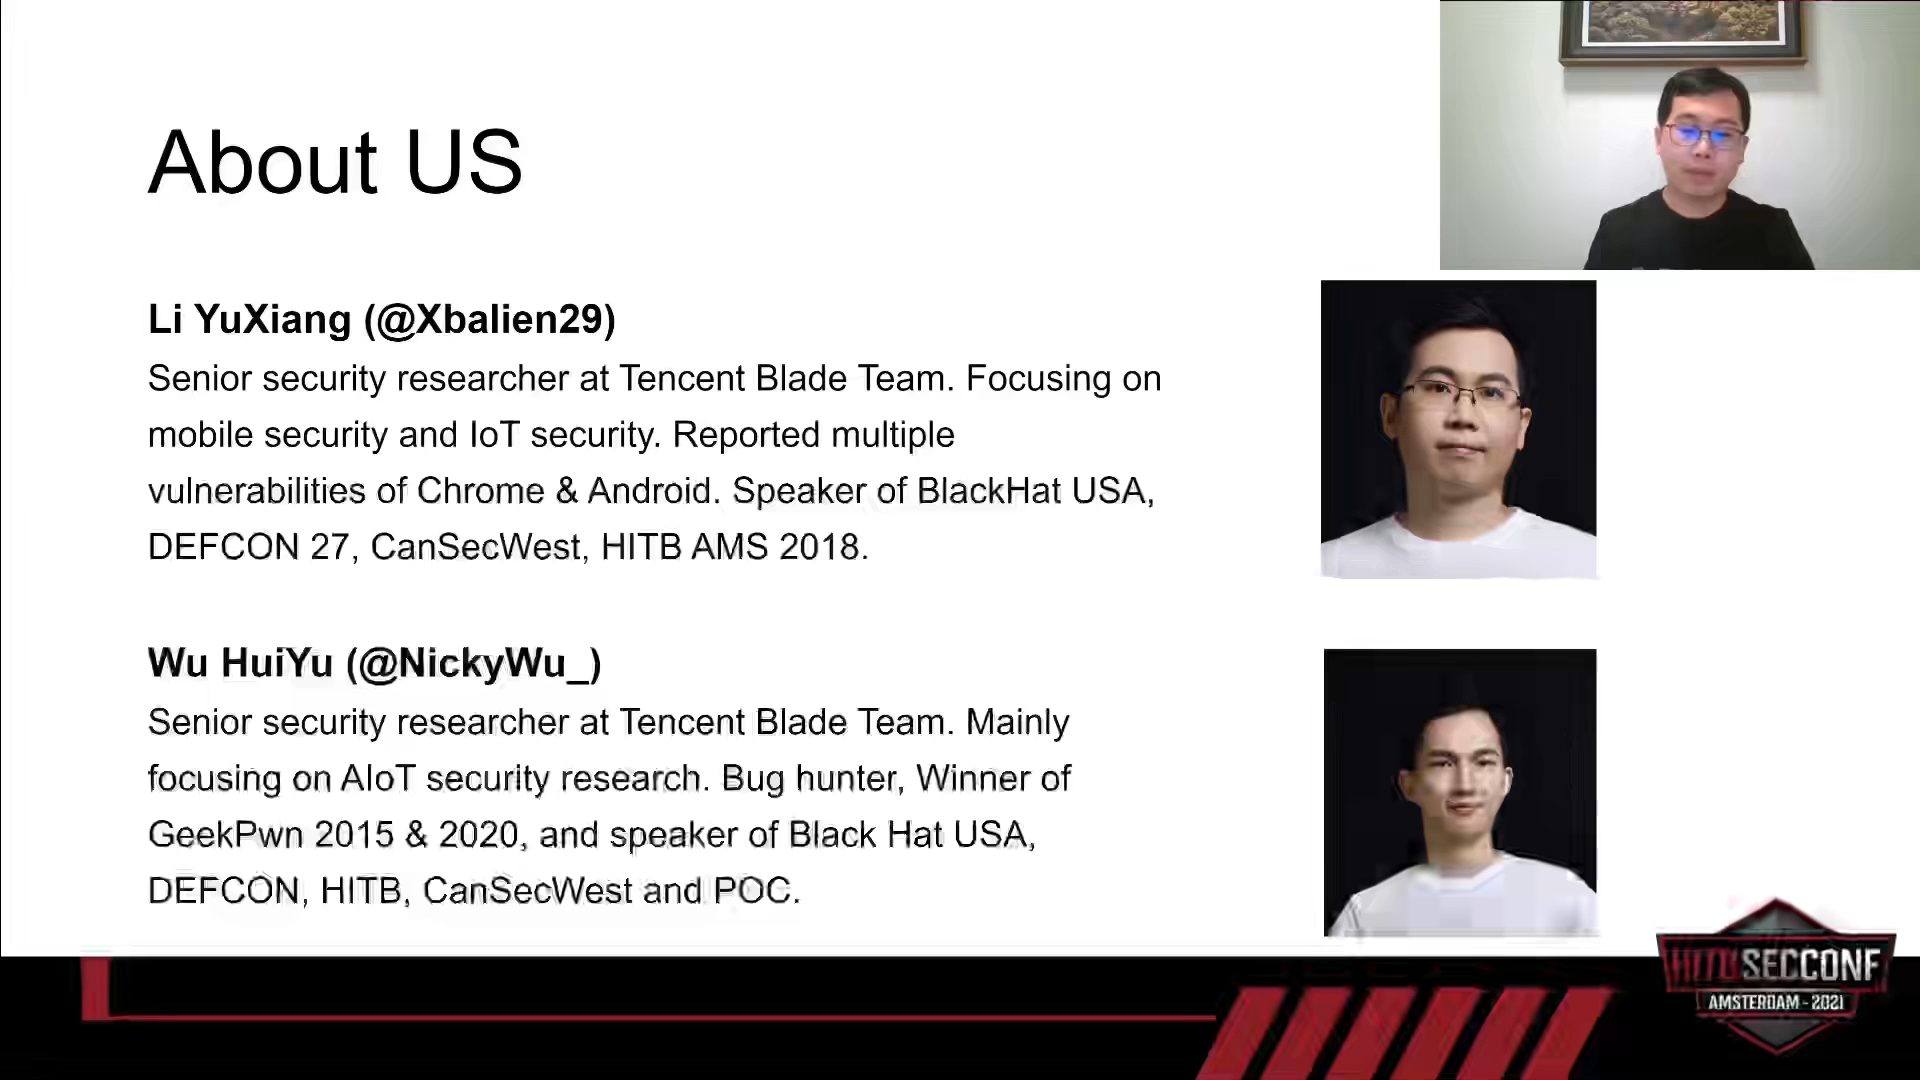 About US
Li YuXiang (@Xbalien29)
Senior security researcher at Tencent Blade Team. Focusing on
mobile security and IoT security. Reported multiple
vulnerabilities of Chrome & Android. Speaker of BlackHat USA,
DEFCON 27, CanSecWest, HITB AMS 2018.
Wu HuiYu (@NickyWu_)
Senior security researcher at Tencent Blade Team. Mainly
focusing on AIoT security research. Bug hunter, Winner of
GeekPwn 2015 & 2020, and speaker of Black Hat USA,
DEFCON, HITB, CanSecWest and POC.
HITBSECCONF
AMSTERDAM - 2021